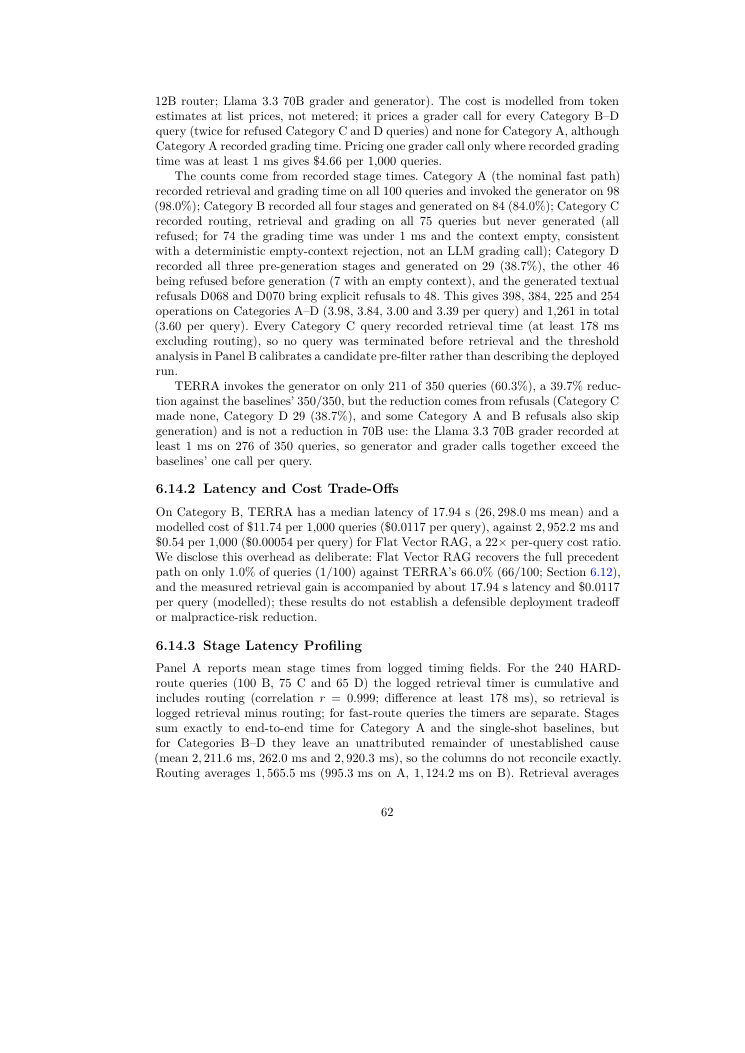 12B router; Llama 3.3 70B grader and generator). The cost is modelled from token
estimates at list prices, not metered; it prices a grader call for every Category B–D
query (twice for refused Category C and D queries) and none for Category A, although
Category A recorded grading time. Pricing one grader call only where recorded grading
time was at least 1 ms gives $4.66 per 1,000 queries.
The counts come from recorded stage times. Category A (the nominal fast path)
recorded retrieval and grading time on all 100 queries and invoked the generator on 98
(98.0%); Category B recorded all four stages and generated on 84 (84.0%); Category C
recorded routing, retrieval and grading on all 75 queries but never generated (all
refused; for 74 the grading time was under 1 ms and the context empty, consistent
with a deterministic empty-context rejection, not an LLM grading call); Category D
recorded all three pre-generation stages and generated on 29 (38.7%), the other 46
being refused before generation (7 with an empty context), and the generated textual
refusals D068 and D070 bring explicit refusals to 48. This gives 398, 384, 225 and 254
operations on Categories A–D (3.98, 3.84, 3.00 and 3.39 per query) and 1,261 in total
(3.60 per query). Every Category C query recorded retrieval time (at least 178 ms
excluding routing), so no query was terminated before retrieval and the threshold
analysis in Panel B calibrates a candidate pre-filter rather than describing the deployed
run.
TERRA invokes the generator on only 211 of 350 queries (60.3%), a 39.7% reduc-
tion against the baselines' 350/350, but the reduction comes from refusals (Category C
made none, Category D 29 (38.7%), and some Category A and B refusals also skip
generation) and is not a reduction in 70B use: the Llama 3.3 70B grader recorded at
least 1 ms on 276 of 350 queries, so generator and grader calls together exceed the
baselines' one call per query.
6.14.2 Latency and Cost Trade-Offs
On Category B, TERRA has a median latency of 17.94 s (26,298.0 ms mean) and a
modelled cost of $11.74 per 1,000 queries ($0.0117 per query), against 2,952.2 ms and
$0.54 per 1,000 ($0.00054 per query) for Flat Vector RAG, a 22× per-query cost ratio.
We disclose this overhead as deliberate: Flat Vector RAG recovers the full precedent
path on only 1.0% of queries (1/100) against TERRA's 66.0% (66/100; Section 6.12),
and the measured retrieval gain is accompanied by about 17.94 s latency and $0.0117
per query (modelled); these results do not establish a defensible deployment tradeoff
or malpractice-risk reduction.
6.14.3 Stage Latency Profiling
Panel A reports mean stage times from logged timing fields. For the 240 HARD-
route queries (100 B, 75 C and 65 D) the logged retrieval timer is cumulative and
includes routing (correlation r = 0.999; difference at least 178 ms), so retrieval is
logged retrieval minus routing; for fast-route queries the timers are separate. Stages
sum exactly to end-to-end time for Category A and the single-shot baselines, but
for Categories B–D they leave an unattributed remainder of unestablished cause
(mean 2,211.6 ms, 262.0 ms and 2,920.3 ms), so the columns do not reconcile exactly.
Routing averages 1,565.5 ms (995.3 ms on A, 1,124.2 ms on B). Retrieval averages
62